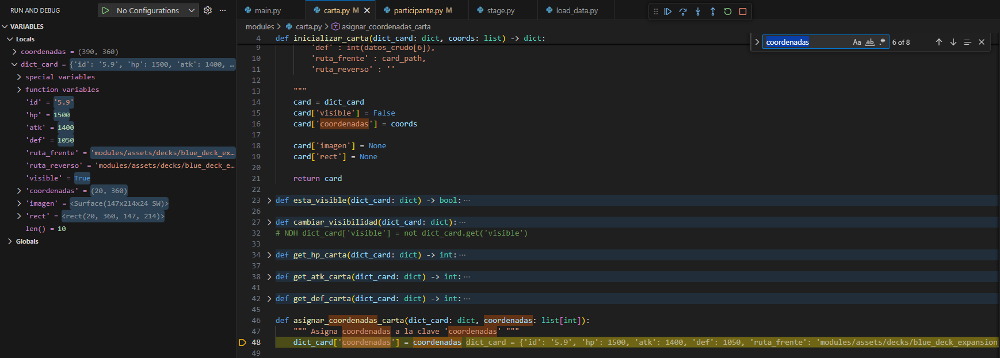 RUN AND DEBUG
No Configurations
VARIABLES
Locals
coordenadas = (390, 360)
dict_card = {'id': '5.9', 'hp': 1500, 'atk': 1400, …
special variables
function variables
'id' = '5.9'
'hp' = 1500
'atk' = 1400
'def' = 1050
'ruta_frente' = 'modules/assets/decks/blue_deck_ex…
'ruta_reverso' = 'modules/assets/decks/blue_deck_e…
'visible' = True
'coordenadas' = (20, 360)
'imagen' = <Surface(147x214x24 SW)>
'rect' = <rect(20, 360, 147, 214)>
len() = 10
Globals
main.py
carta.py M
participante.py M
stage.py
load_data.py
modules > carta.py > asignar_coordenadas_carta
coordenadas Aa ab .* 6 of 8
4 def inicializar_carta(dict_card: dict, coords: list) -> dict:
9 'def' : int(datos_crudo[6]),
10 'ruta_frente' : card_path,
11 'ruta_reverso' : ''
12
13 """
14 card = dict_card
15 card['visible'] = False
16 card['coordenadas'] = coords
17
18 card['imagen'] = None
19 card['rect'] = None
20
21 return card
22
23 def esta_visible(dict_card: dict) -> bool:…
26
27 def cambiar_visibilidad(dict_card: dict):…
32 # NDH dict_card['visible'] = not dict_card.get('visible')
33
34 def get_hp_carta(dict_card: dict) -> int:…
37
38 def get_atk_carta(dict_card: dict) -> int:…
41
42 def get_def_carta(dict_card: dict) -> int:…
45
46 def asignar_coordenadas_carta(dict_card: dict, coordenadas: list[int]):
47 """ Asigna coordenadas a la clave 'coordenadas' """
48 dict_card['coordenadas'] = coordenadas dict_card = {'id': '5.9', 'hp': 1500, 'atk': 1400, 'def': 1050, 'ruta_frente': 'modules/assets/decks/blue_deck_expansion
49